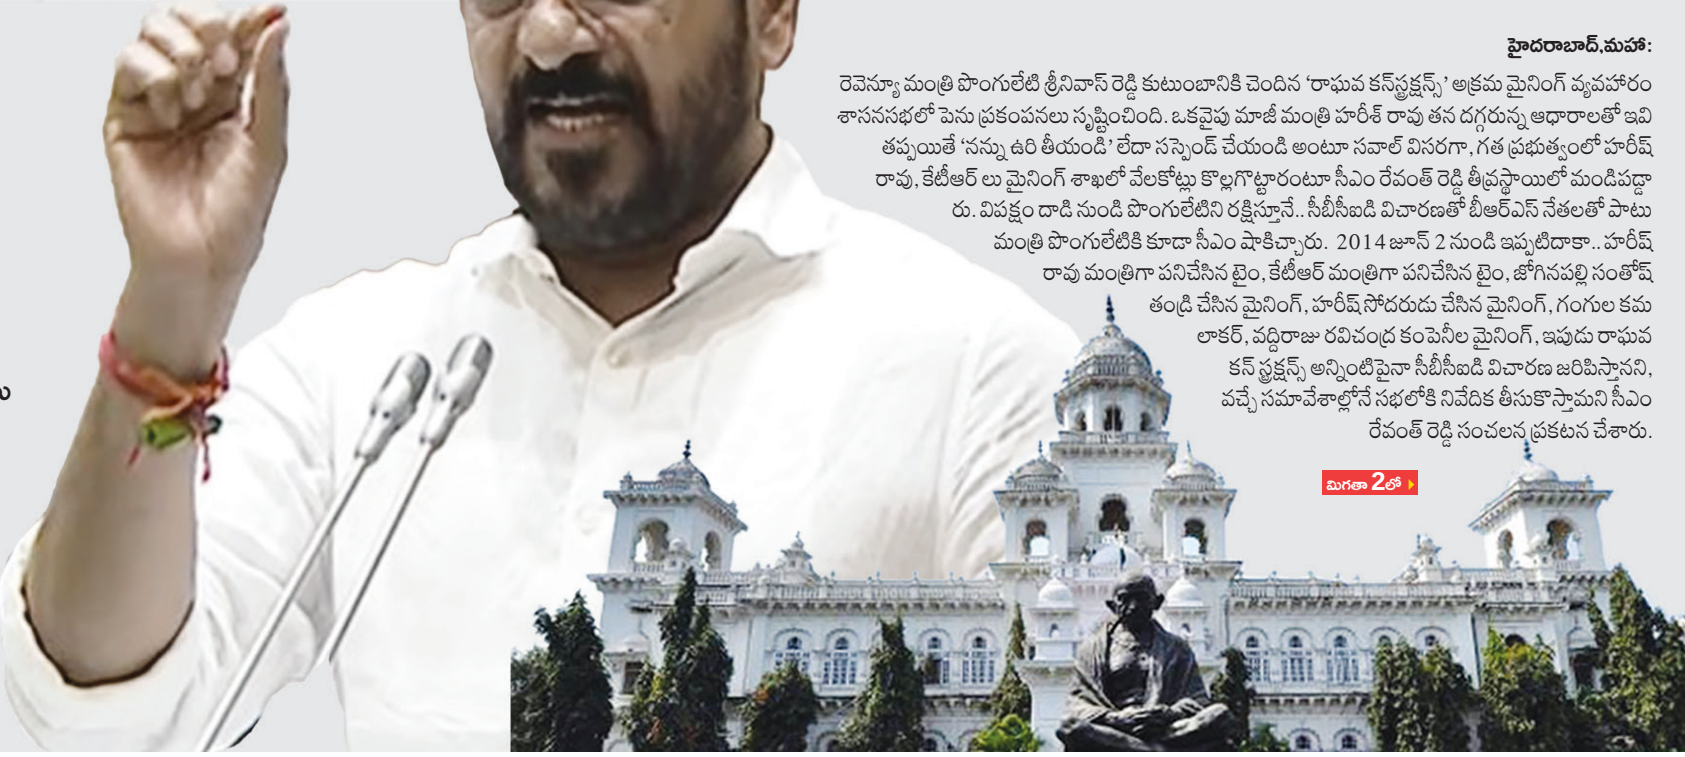 హైదరాబాద్,మహా:
రెవెన్యూ మంత్రి పొంగులేటి శ్రీనివాస్ రెడ్డి కుటుంబానికి చెందిన ‘రాఘవ కన్‌స్ట్రక్షన్స్’ అక్రమ మైనింగ్ వ్యవహారం
శాసనసభలో పెను ప్రకంపనలు సృష్టించింది. ఒకవైపు మాజీ మంత్రి హరీశ్ రావు తన దగ్గరున్న ఆధారాలతో ఇవి
తప్పయితే ‘నన్ను ఉరి తీయండి’ లేదా సస్పెండ్ చేయండి అంటూ సవాల్ విసరగా, గత ప్రభుత్వంలో హరీష్
రావు, కేటీఆర్ లు మైనింగ్ శాఖలో వేలకోట్లు కొల్లగొట్టారంటూ సీఎం రేవంత్ రెడ్డి తీవ్రస్థాయిలో మండిపడ్డా
రు. విపక్షం దాడి నుండి పొంగులేటిని రక్షిస్తూనే.. సీబీసీఐడి విచారణతో బీఆర్ఎస్ నేతలతో పాటు
మంత్రి పొంగులేటికి కూడా సీఎం షాకిచ్చారు. 2014 జూన్ 2 నుండి ఇప్పటిదాకా.. హరీష్
రావు మంత్రిగా పనిచేసిన టైం, కేటీఆర్ మంత్రిగా పనిచేసిన టైం, జోగినపల్లి సంతోష్
తండ్రి చేసిన మైనింగ్, హరీష్ సోదరుడు చేసిన మైనింగ్, గంగుల కమ
లాకర్, వద్దిరాజు రవిచంద్ర కంపెనీల మైనింగ్, ఇపుడు రాఘవ
కన్ స్ట్రక్షన్స్ అన్నింటిపైనా సీబీసీఐడి విచారణ జరిపిస్తానని,
వచ్చే సమావేశాల్లోనే సభలోకి నివేదిక తీసుకొస్తామని సీఎం
రేవంత్ రెడ్డి సంచలన ప్రకటన చేశారు.
మిగతా 2లో